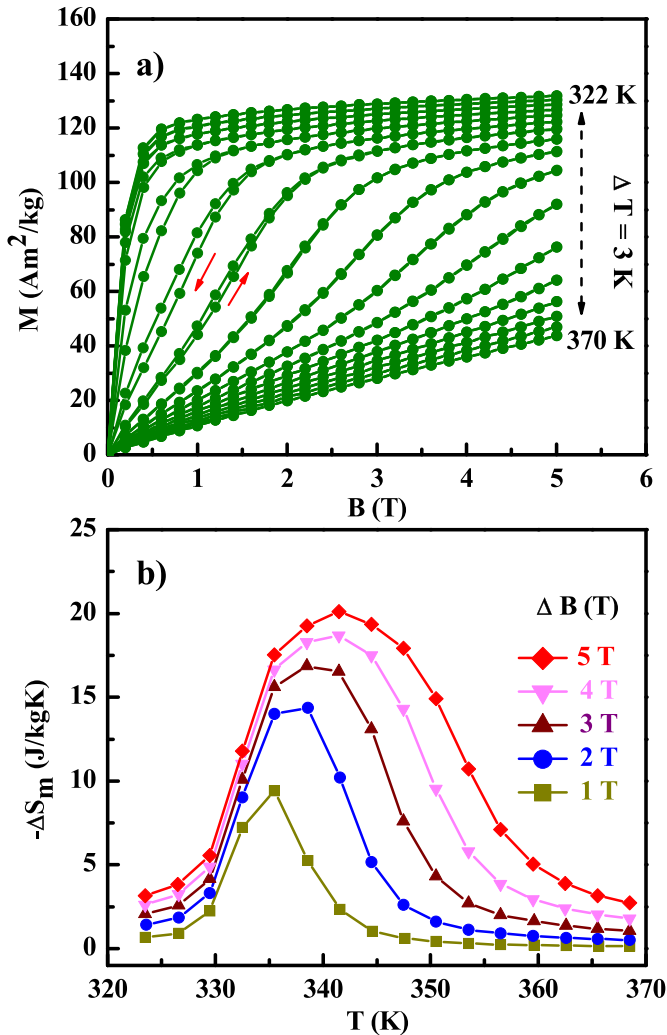 160
a)
140
322 K
120
100
80
60
40
370 K
20
0
M (Am²/kg)
Δ T = 3 K
0 1 2 3 4 5 6
B (T)
25
b)
20
15
10
5
0
-ΔSₘ (J/kgK)
Δ B (T)
5 T
4 T
3 T
2 T
1 T
320 330 340 350 360 370
T (K)